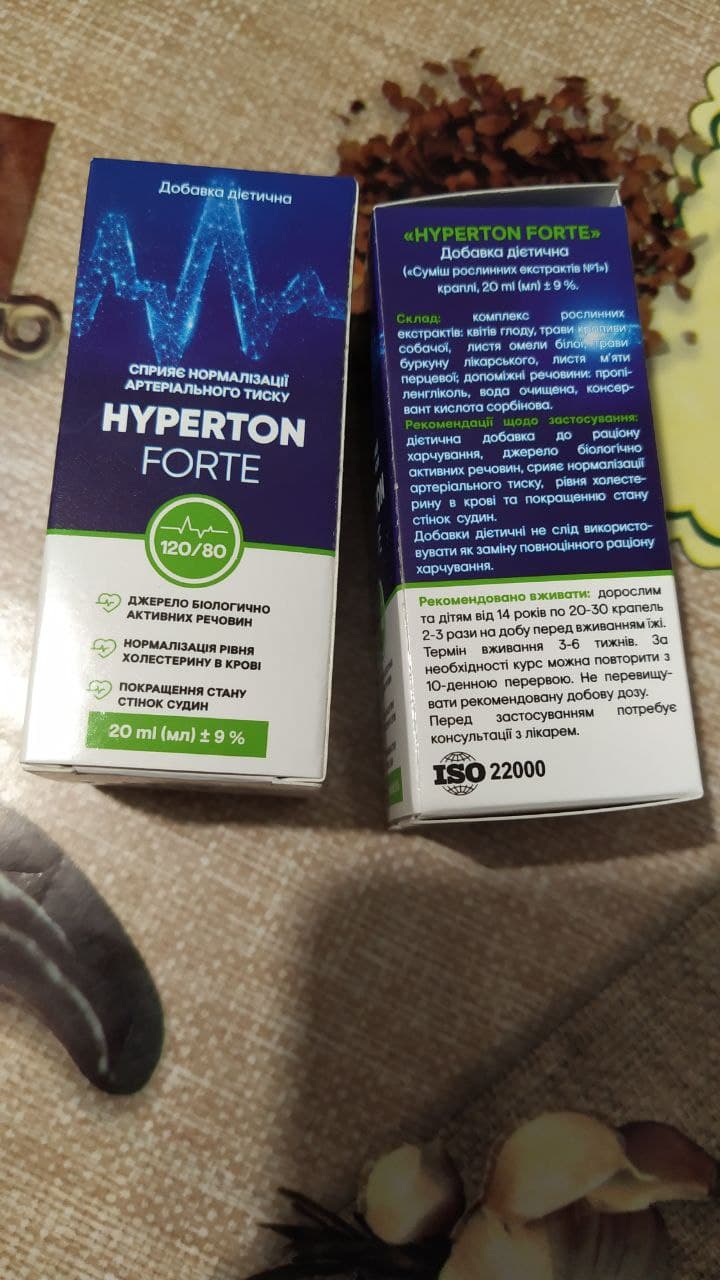 Добавка дієтична
СПРИЯЄ НОРМАЛІЗАЦІЇ
АРТЕРІАЛЬНОГО ТИСКУ
HYPERTON
FORTE
120/80
ДЖЕРЕЛО БІОЛОГИЧНО
АКТИВНИХ РЕЧОВИН
НОРМАЛІЗАЦІЯ РІВНЯ
ХОЛЕСТЕРИНУ В КРОВІ
ПОКРАЩЕННЯ СТАНУ
СТІНОК СУДИН
20 ml (мл) ± 9 %
«HYPERTON FORTE»
Добавка дієтична
(«Суміш рослинних екстрактів №1»)
краплі, 20 ml (мл) ± 9 %.
Склад: комплекс рослинних
екстрактів: квітів глоду, трави кропиви
собачої, листя омели білої, трави
буркуну лікарського, листя м'яти
перцевої; допоміжні речовини: пропі-
ленгліколь, вода очищена, консер-
вант кислота сорбінова.
Рекомендації щодо застосування:
дієтична добавка до раціону
харчування, джерело біологічно
активних речовин, срияє нормалізації
артеріального тиску, рівня холесте-
рину в крові та покращенню стану
стінок судин.
Добавки дієтичні не слід використо-
вувати як заміну повноцінного раціону
харчування.
Рекомендовано вживати: дорослим
та дітям від 14 років по 20-30 крапель
2-3 рази на добу перед вживанням їжі.
Термін вживання 3-6 тижнів. За
необхідності курс можна повторити з
10-денною перервою. Не перевищу-
вати рекомендовану добову дозу.
Перед застосуванням потребує
консультації з лікарем.
ISO 22000